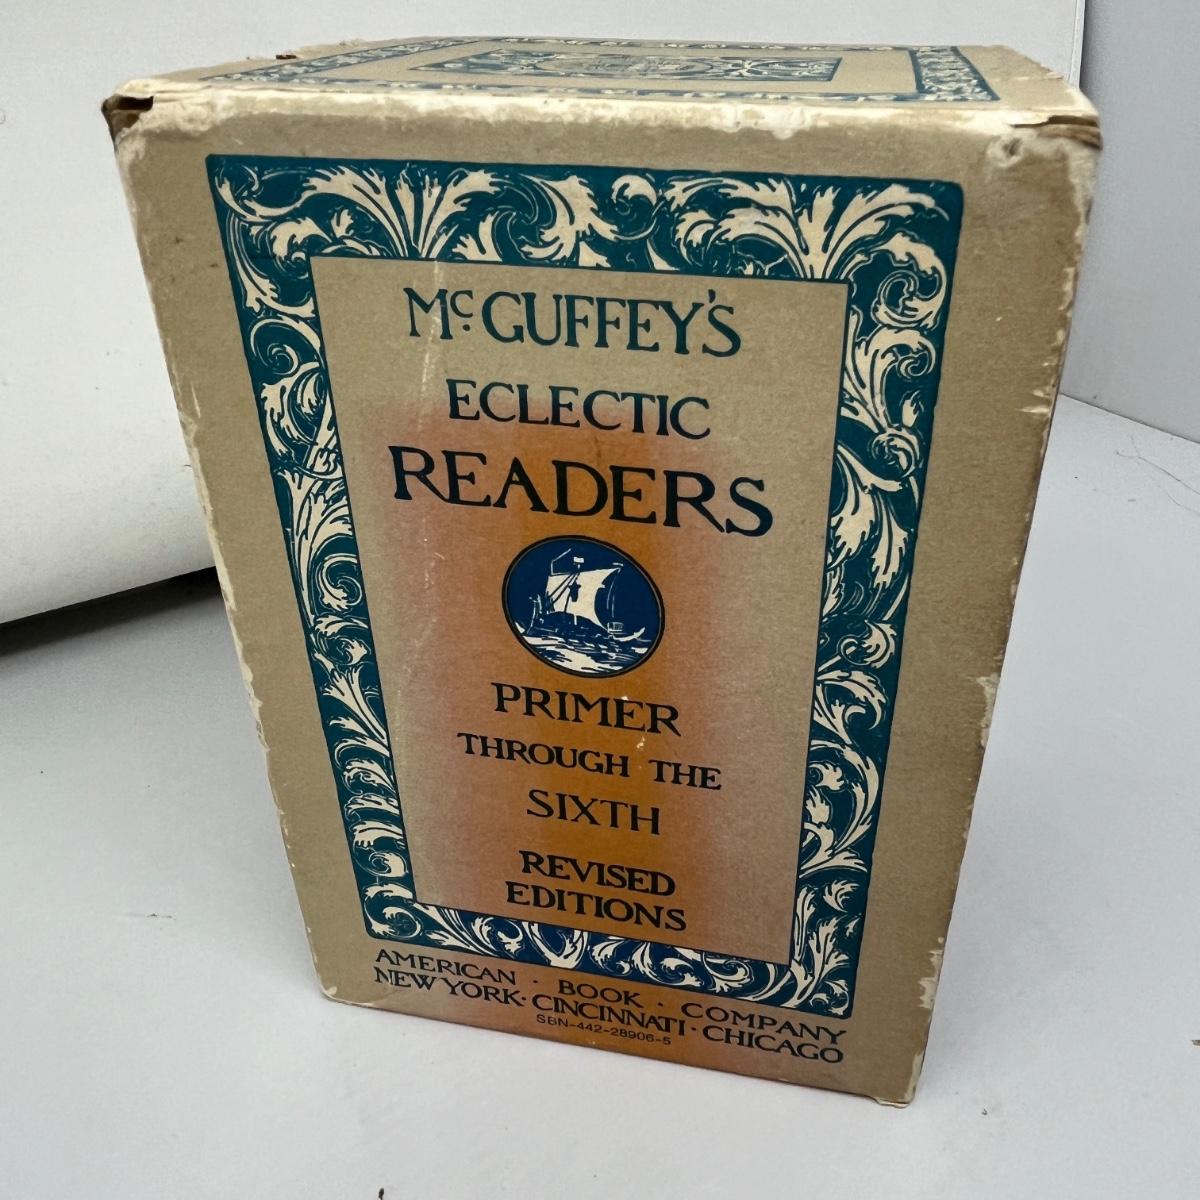 McGUFFEY'S
ECLECTIC
READERS
PRIMER
THROUGH THE
SIXTH
REVISED
EDITIONS
AMERICAN · BOOK · COMPANY
NEW YORK · CINCINNATI · CHICAGO
SBN-442-28906-5